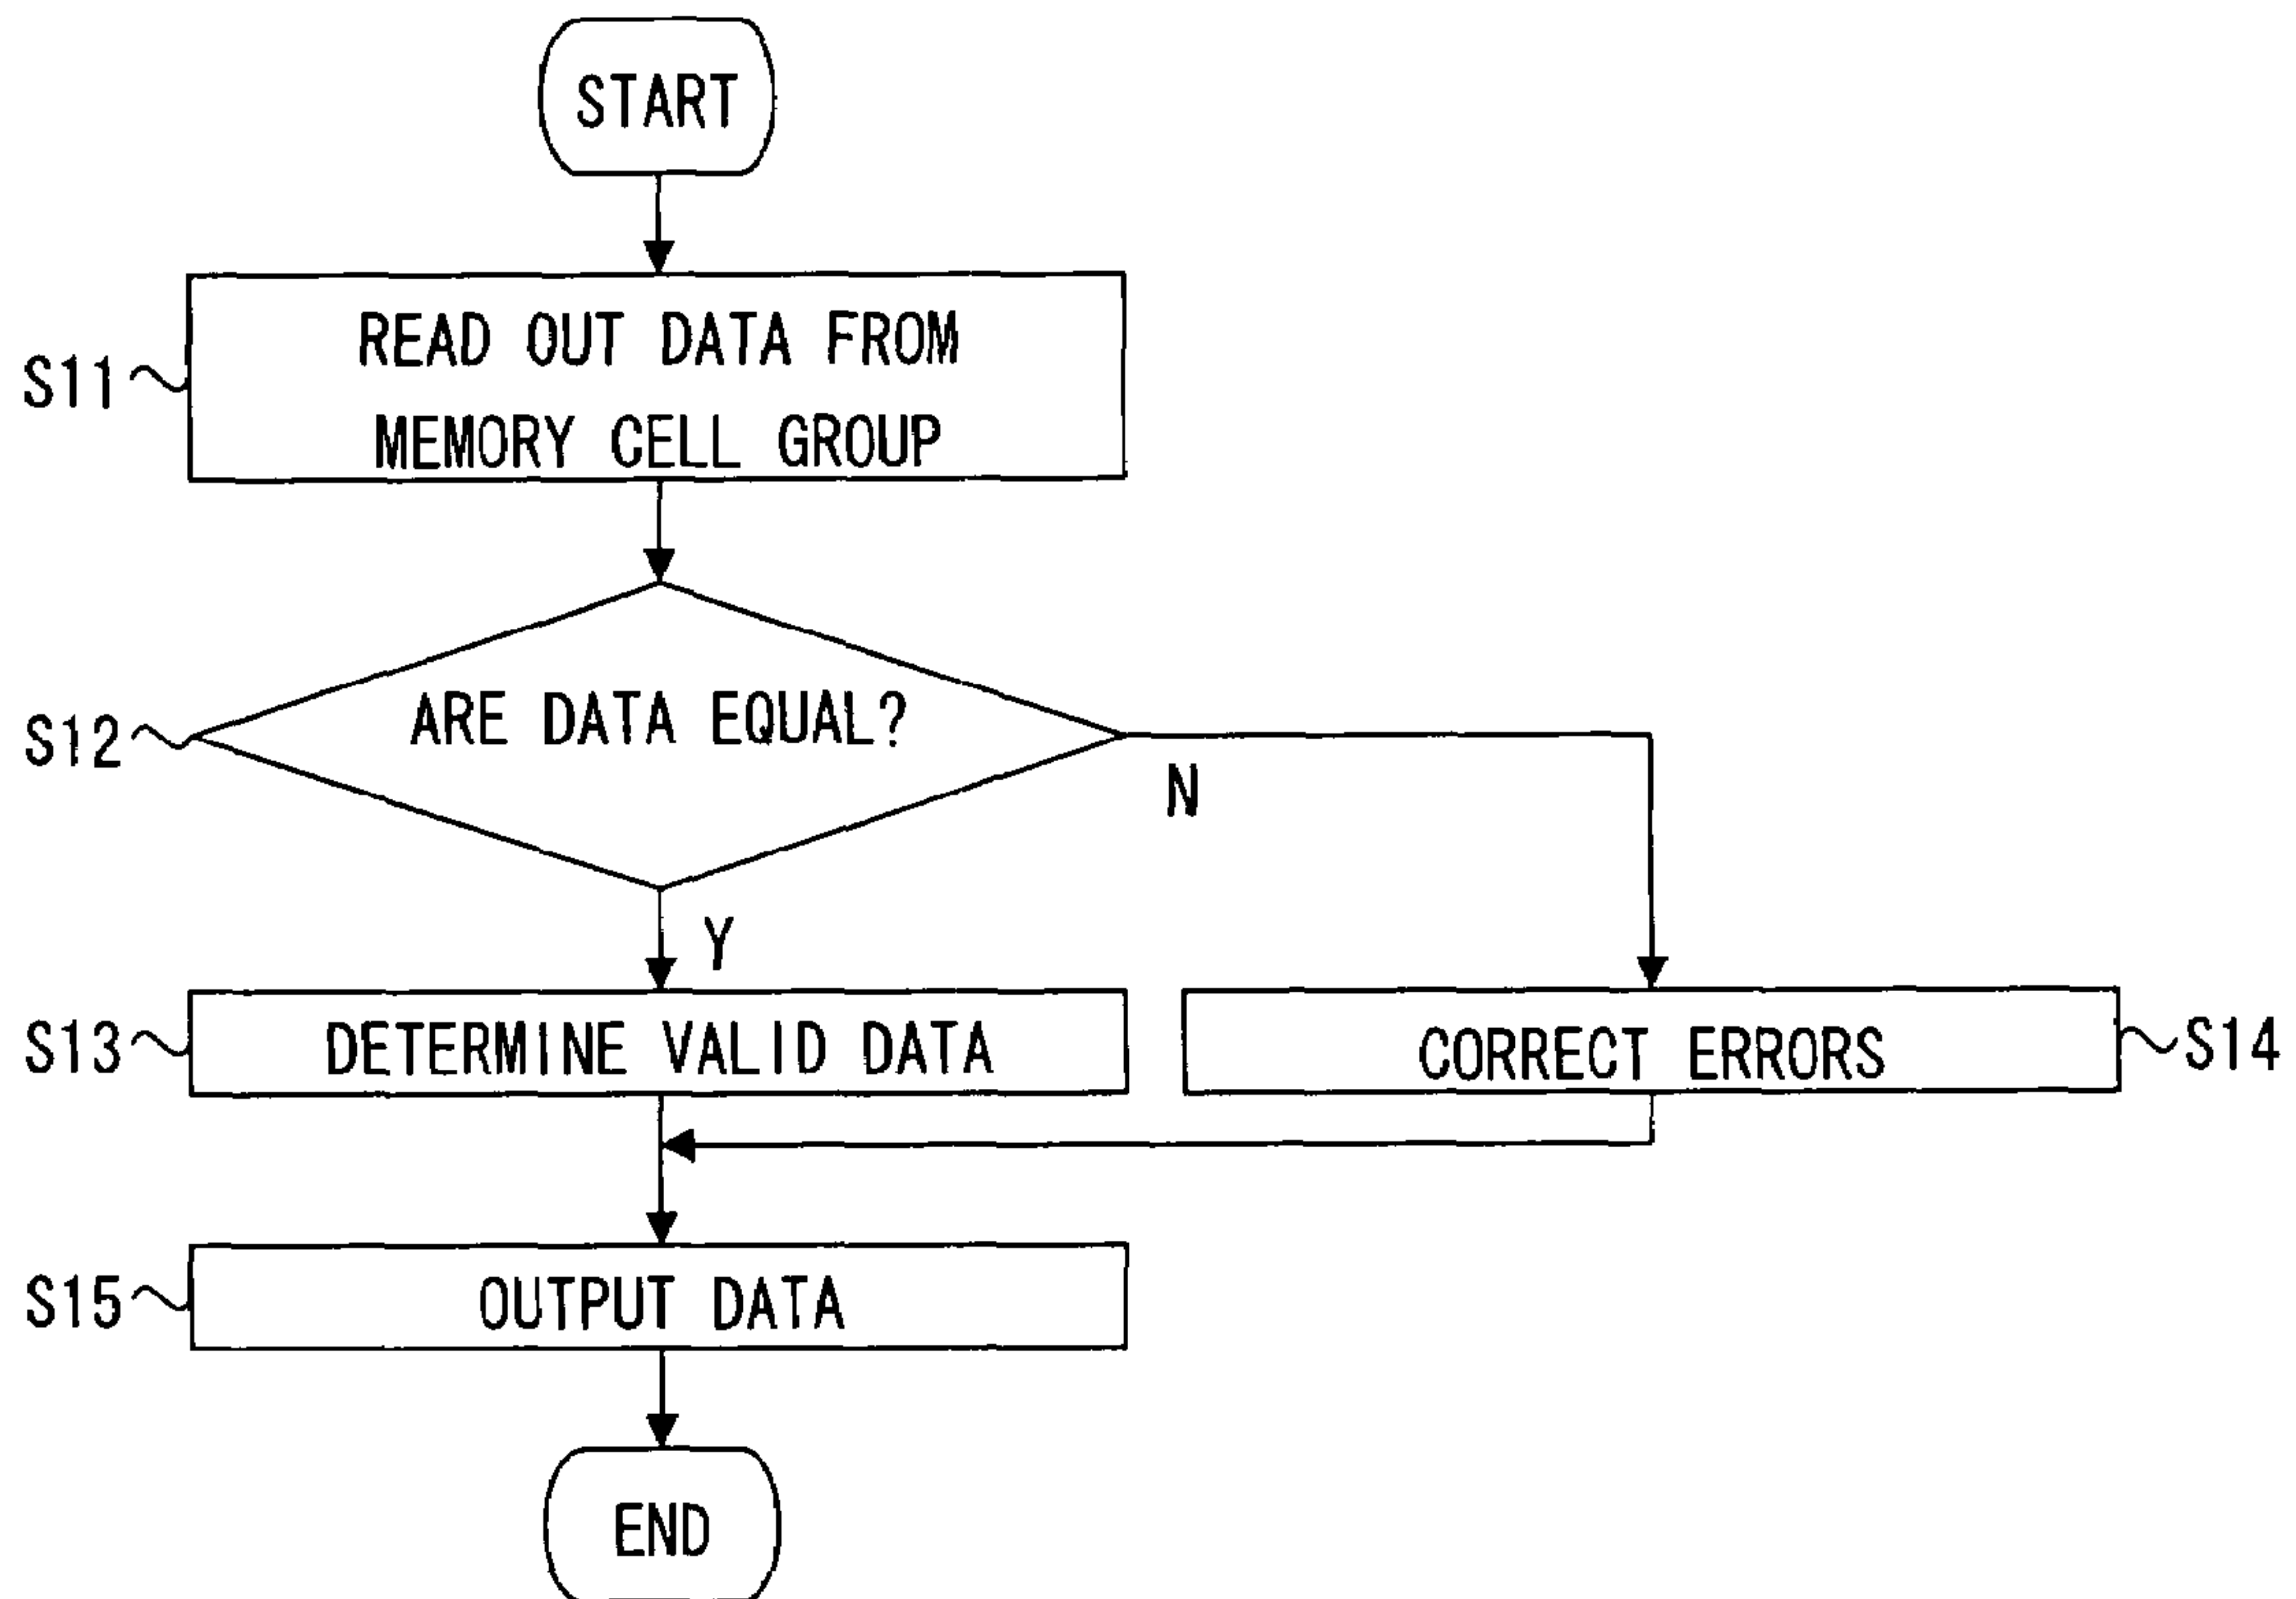 START
READ OUT DATA FROM
MEMORY CELL GROUP
S11
ARE DATA EQUAL?
S12
N
Y
DETERMINE VALID DATA
S13
CORRECT ERRORS
S14
OUTPUT DATA
S15
END